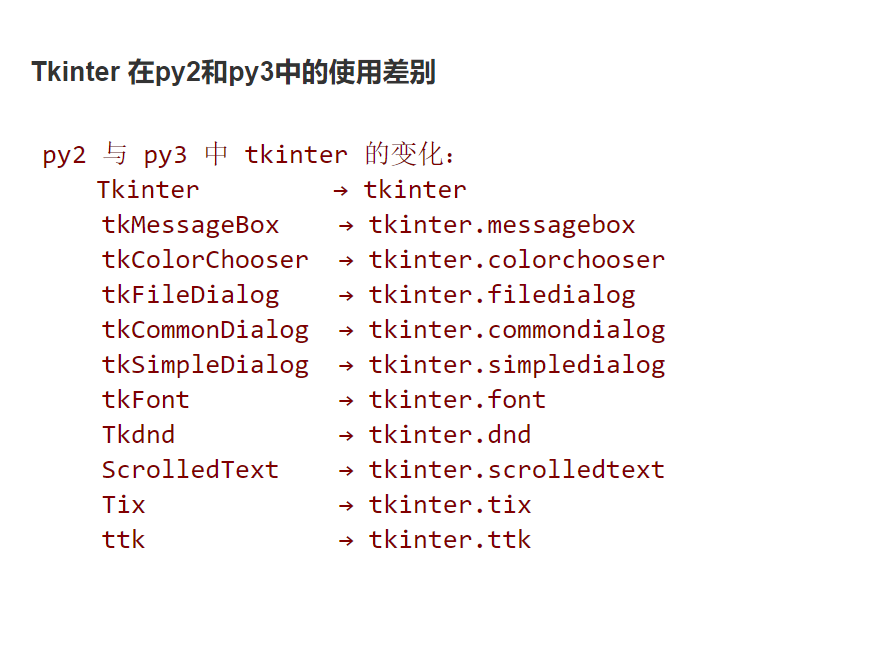 Tkinter 在py2和py3中的使用差别
py2 与 py3 中 tkinter 的变化:
Tkinter → tkinter
tkMessageBox → tkinter.messagebox
tkColorChooser → tkinter.colorchooser
tkFileDialog → tkinter.filedialog
tkCommonDialog → tkinter.commondialog
tkSimpleDialog → tkinter.simpledialog
tkFont → tkinter.font
Tkdnd → tkinter.dnd
ScrolledText → tkinter.scrolledtext
Tix → tkinter.tix
ttk → tkinter.ttk